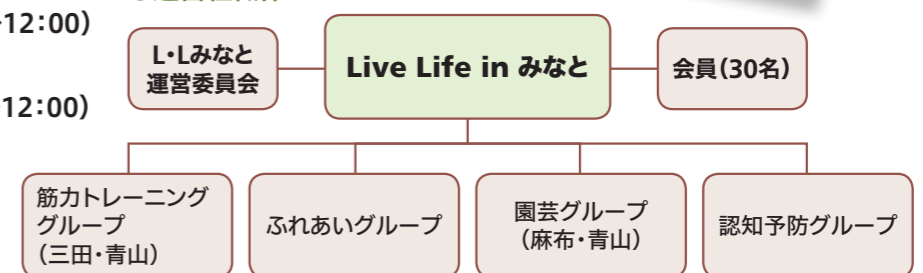 12:00)
12:00)
L・Lみなと
運営委員会
Live Life in みなと
会員(30名)
筋力トレーニング
グループ
(三田・青山)
ふれあいグループ
園芸グループ
(麻布・青山)
認知予防グループ